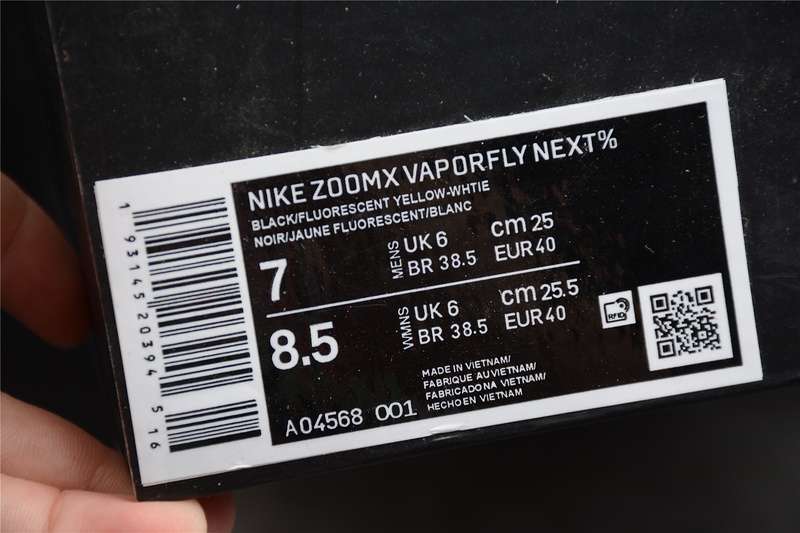 NIKE ZOOMX VAPORFLY NEXT%
BLACK/FLUORESCENT YELLOW-WHTIE
NOIR/JAUNE FLUORESCENT/BLANC
7 MENS UK 6 cm 25
BR 38.5 EUR 40
8.5 WMNS UK 6 cm 25.5
BR 38.5 EUR 40
RFID
MADE IN VIETNAM/
FABRIQUE AU VIETNAM/
FABRICADO NA VIETNAM/
HECHO EN VIETNAM
A04568 001
1 93145 20394 5 16